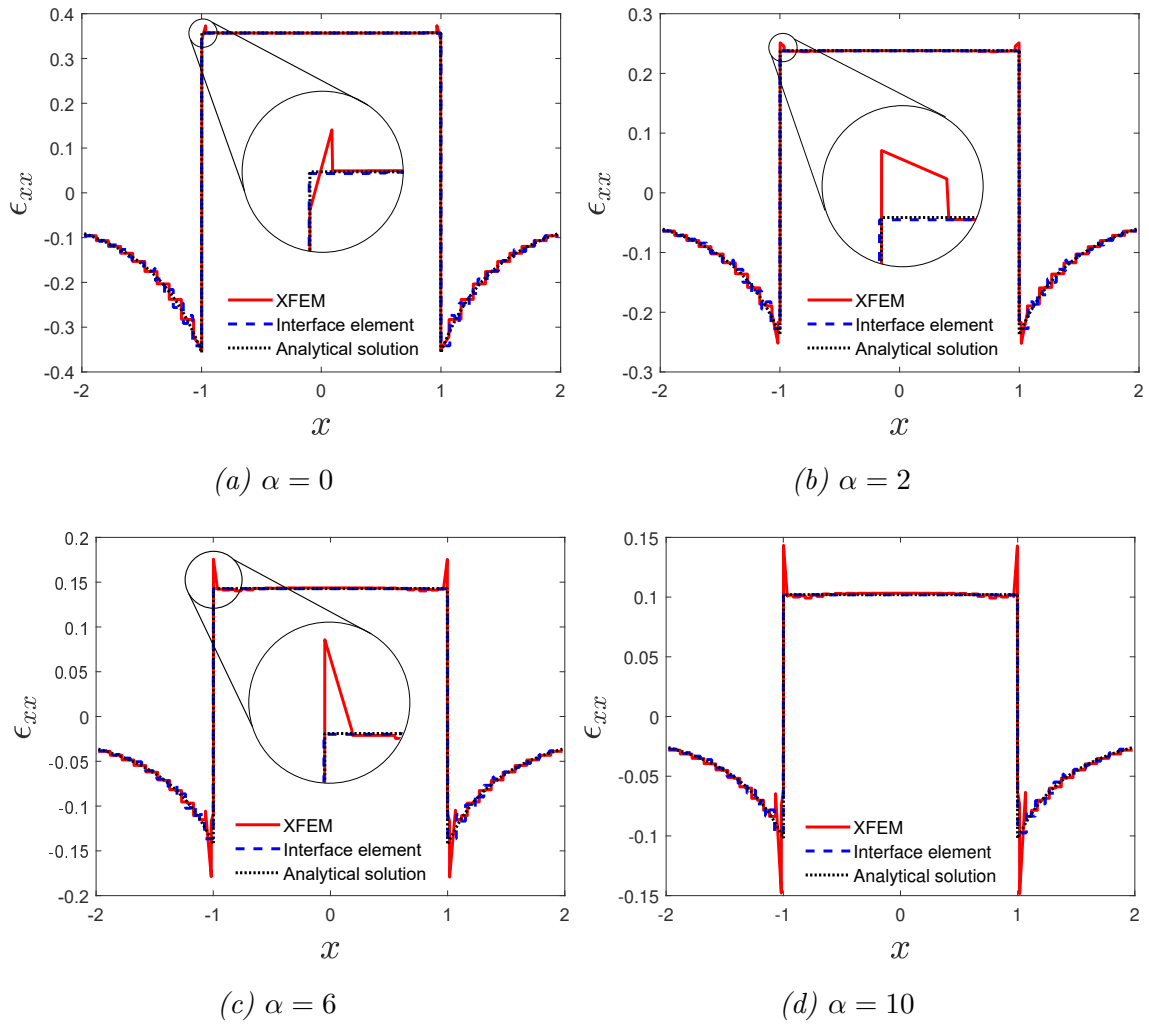 0.4
0.3
0.2
0.1
0
-0.1
-0.2
-0.3
-0.4
ϵxx
XFEM
Interface element
Analytical solution
-2 -1 0 1 2
x
(a) α = 0
0.3
0.2
0.1
0
-0.1
-0.2
-0.3
ϵxx
XFEM
Interface element
Analytical solution
-2 -1 0 1 2
x
(b) α = 2
0.2
0.15
0.1
0.05
0
-0.05
-0.1
-0.15
-0.2
ϵxx
XFEM
Interface element
Analytical solution
-2 -1 0 1 2
x
(c) α = 6
0.15
0.1
0.05
0
-0.05
-0.1
-0.15
ϵxx
XFEM
Interface element
Analytical solution
-2 -1 0 1 2
x
(d) α = 10